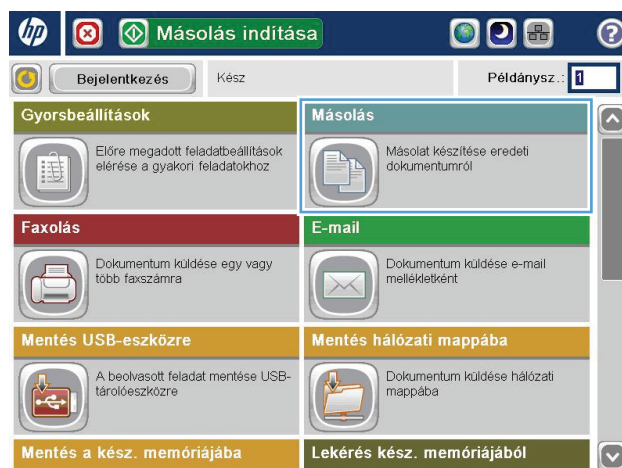 hp
Másolás indítása
?
Bejelentkezés
Kész
Példánysz.: 1
Gyorsbeállítások
Előre megadott feladatbeállítások
elérése a gyakori feladatokhoz
Másolás
Másolat készítése eredeti
dokumentumról
Faxolás
Dokumentum küldése egy vagy
több faxszámra
E-mail
Dokumentum küldése e-mail
mellékletként
Mentés USB-eszközre
A beolvasott feladat mentése USB-
tárolóeszközre
Mentés hálózati mappába
Dokumentum küldése hálózati
mappába
Mentés a kész. memóriájába
Lekérés kész. memóriájából